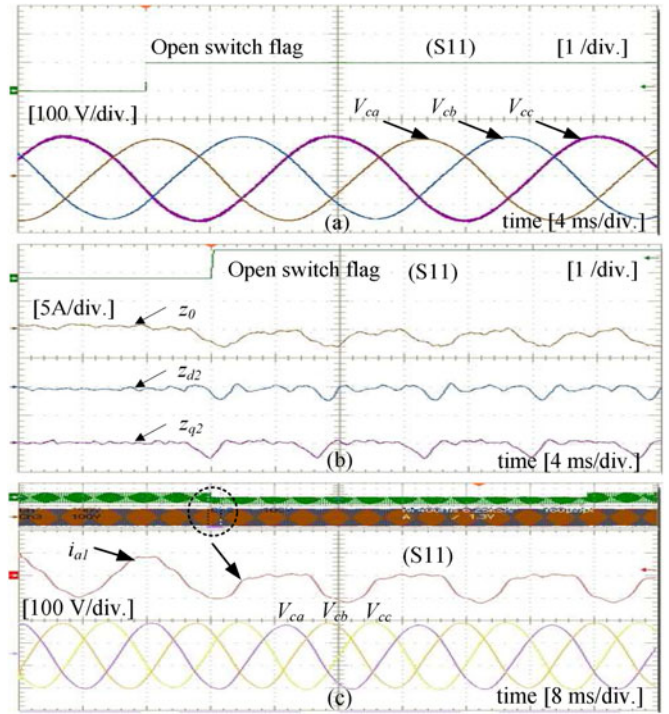 Open switch flag (S11) [1 /div.]
[100 V/div.] Vca Vcb Vcc
(a) time [4 ms/div.]
Open switch flag (S11) [1 /div.]
[5A/div.] z0
zd2
zq2
(b) time [4 ms/div.]
ia1 (S11)
[100 V/div.] Vca Vcb Vcc
(c) time [8 ms/div.]